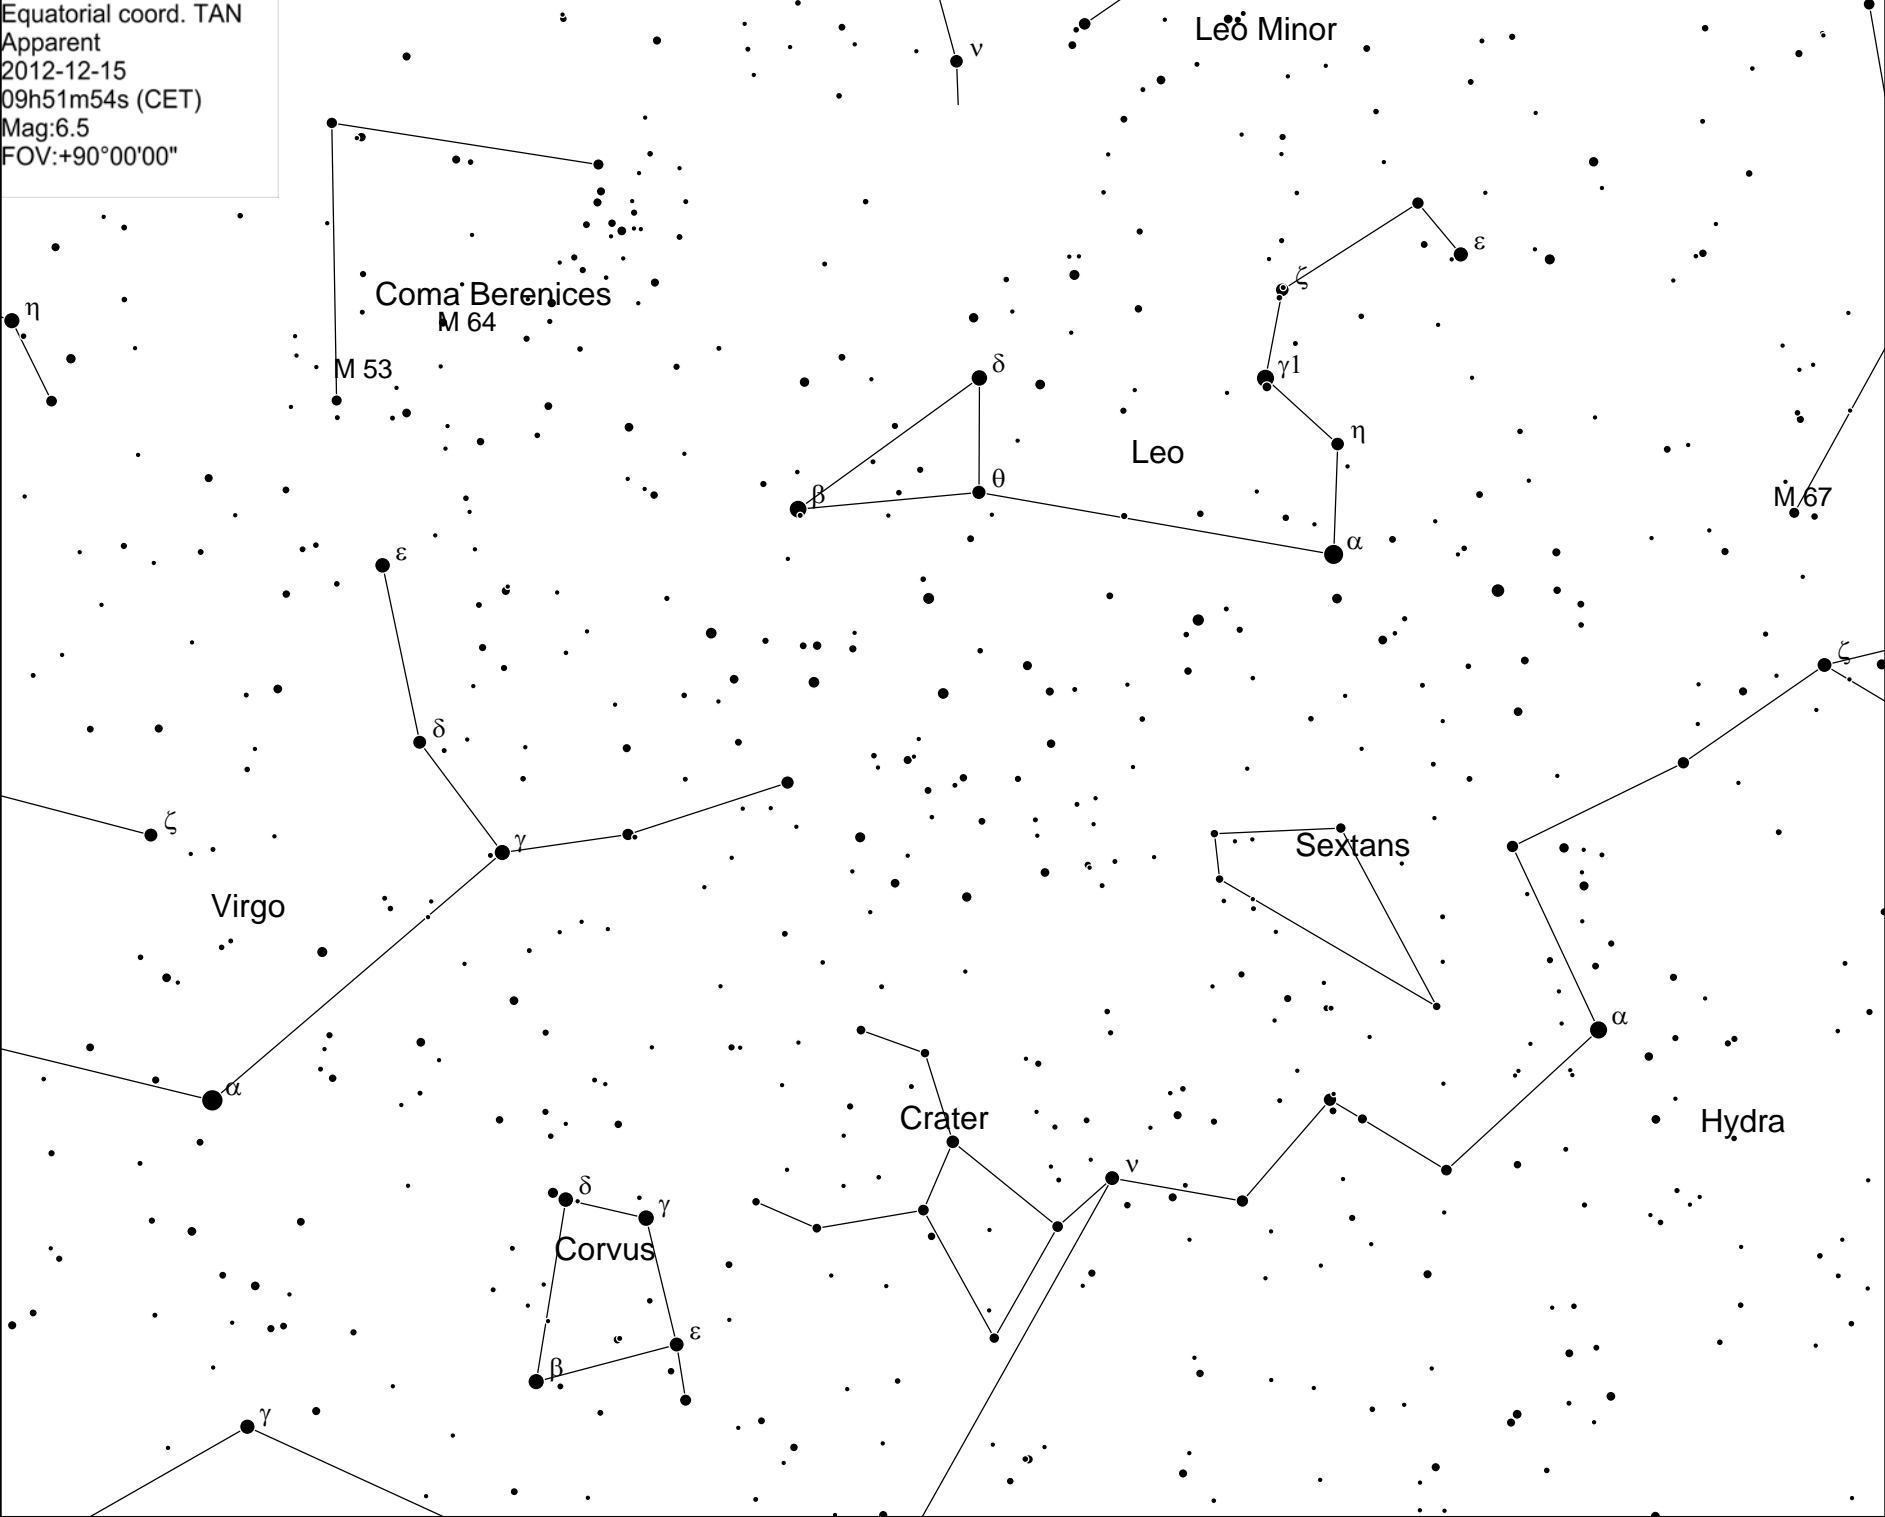 Equatorial coord. TAN
Apparent
2012-12-15
09h51m54s (CET)
Mag:6.5
FOV:+90°00'00"
Leo Minor
ν
ε
ζ
Coma Berenices
η
M 64
M 53
δ
γ1
η
Leo
θ
β
M 67
α
ε
ζ
δ
ζ
γ
Sextans
Virgo
α
α
Crater
Hydra
ν
δ
γ
Corvus
ε
β
γ